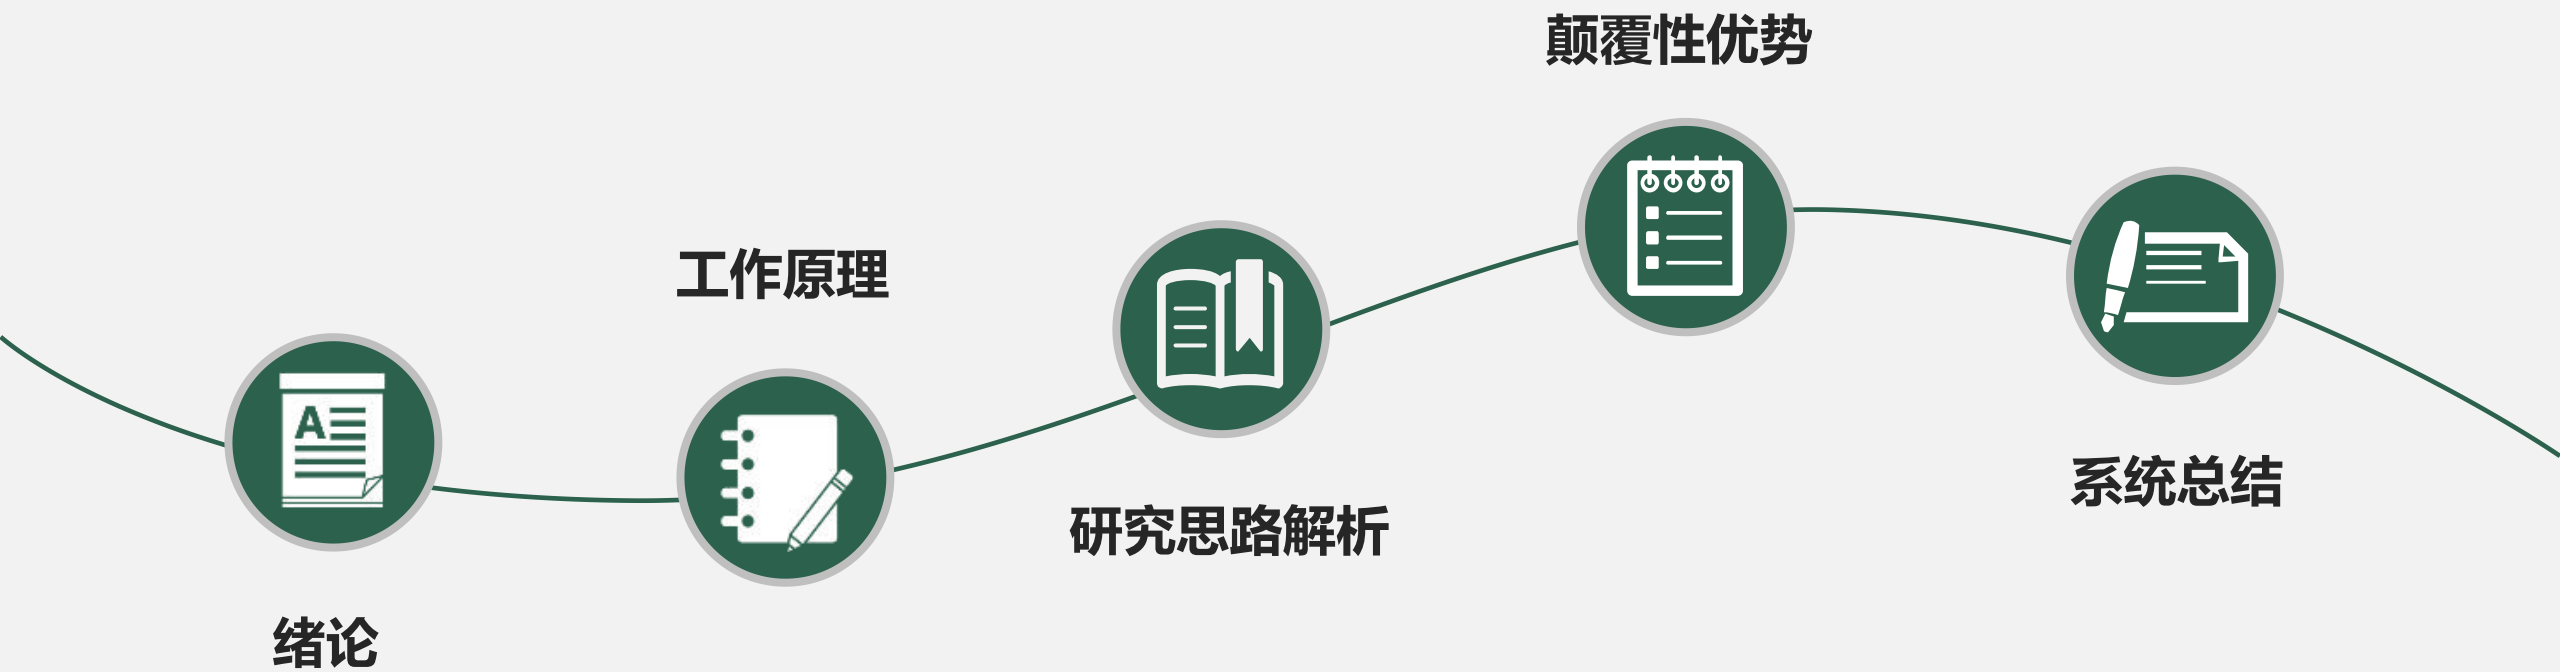 绪论
工作原理
研究思路解析
颠覆性优势
系统总结
A